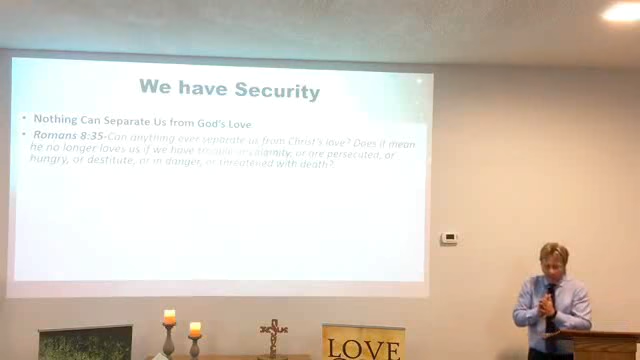 We have Security
• Nothing Can Separate Us from God's Love
• Romans 8:35-Can anything ever separate us from Christ's love? Does it mean
he no longer loves us if we have trouble or calamity, or are persecuted, or
hungry, or destitute, or in danger, or threatened with death?
LOVE